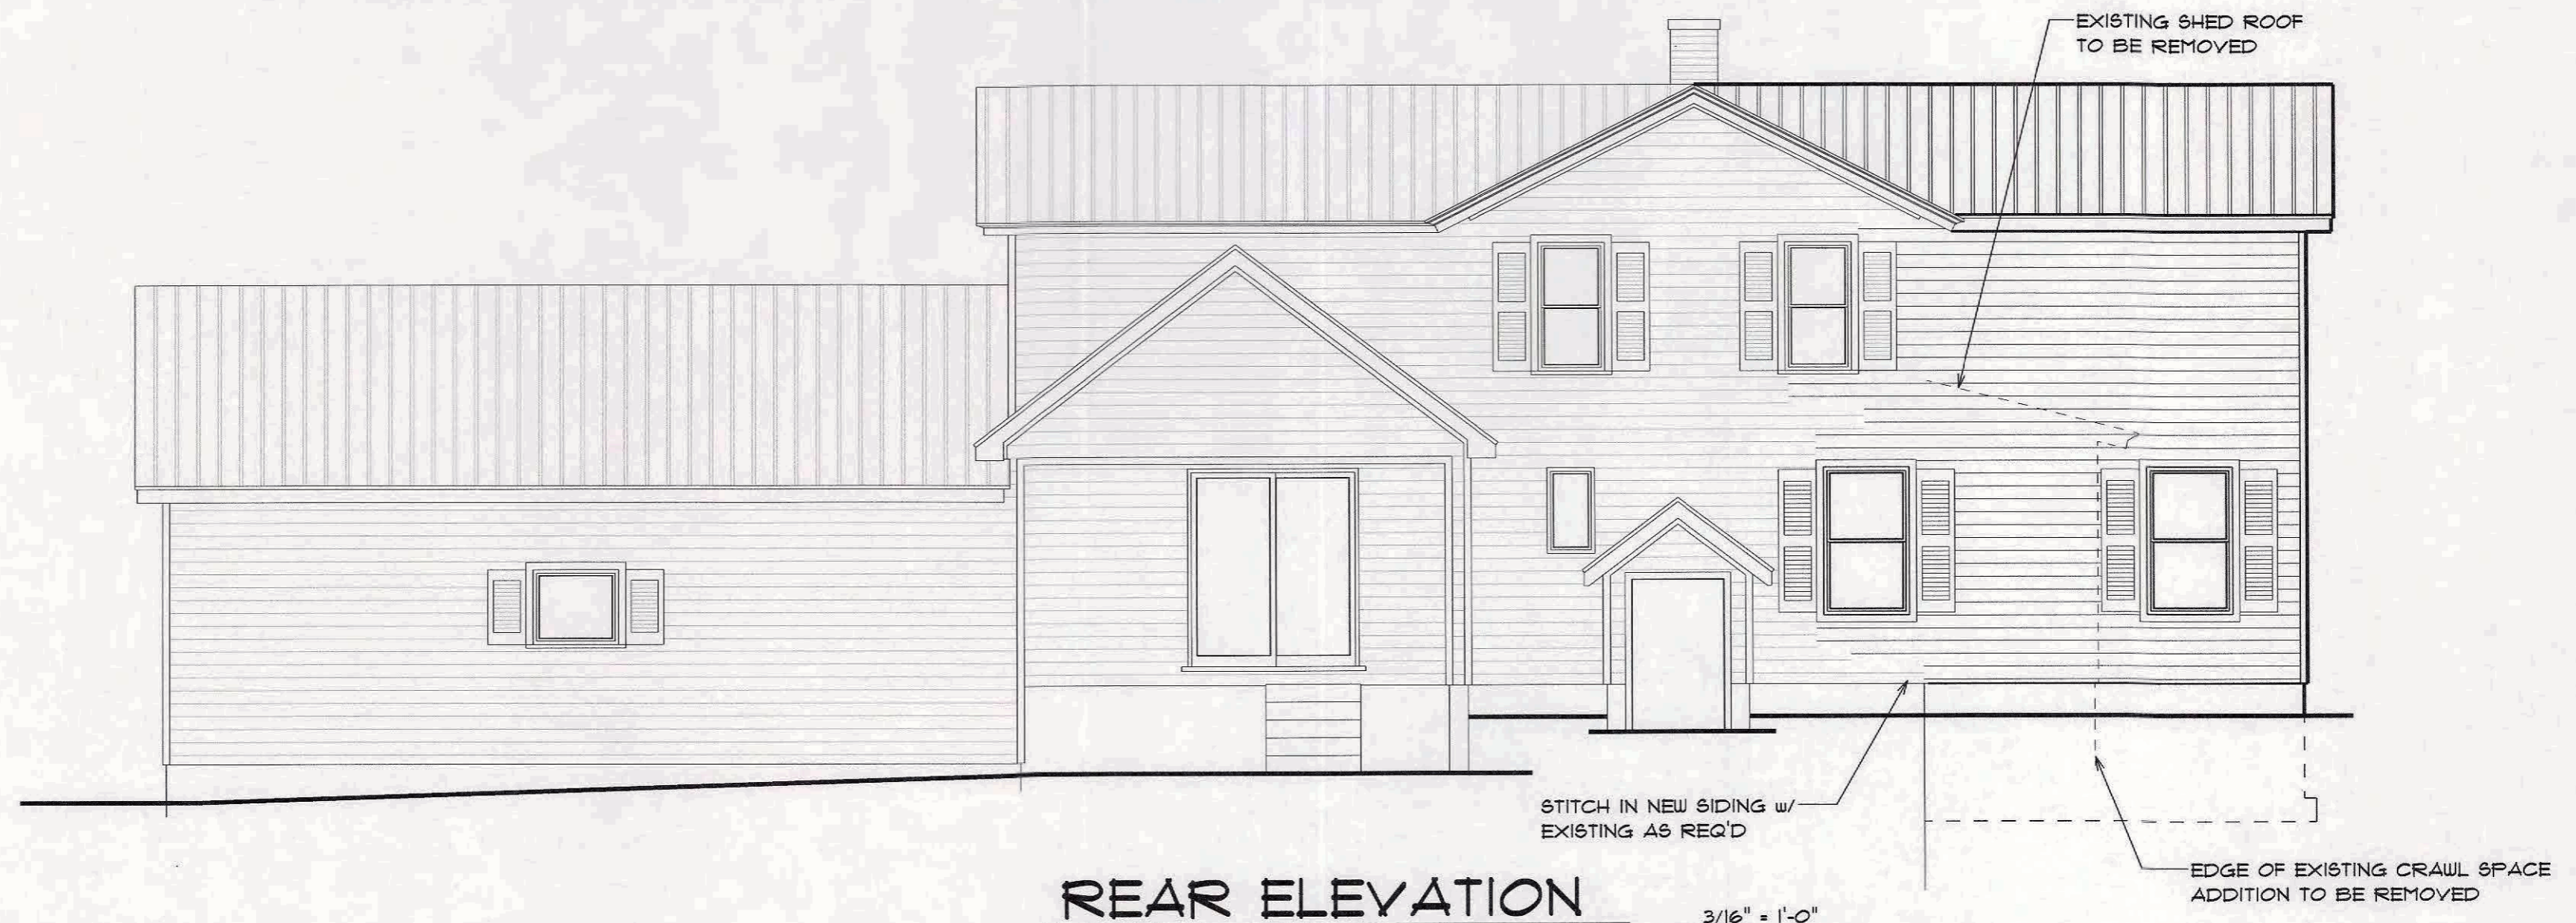 EXISTING SHED ROOF
TO BE REMOVED
STITCH IN NEW SIDING w/
EXISTING AS REQ'D
EDGE OF EXISTING CRAWL SPACE
ADDITION TO BE REMOVED
REAR ELEVATION
3/16" = 1'-0"